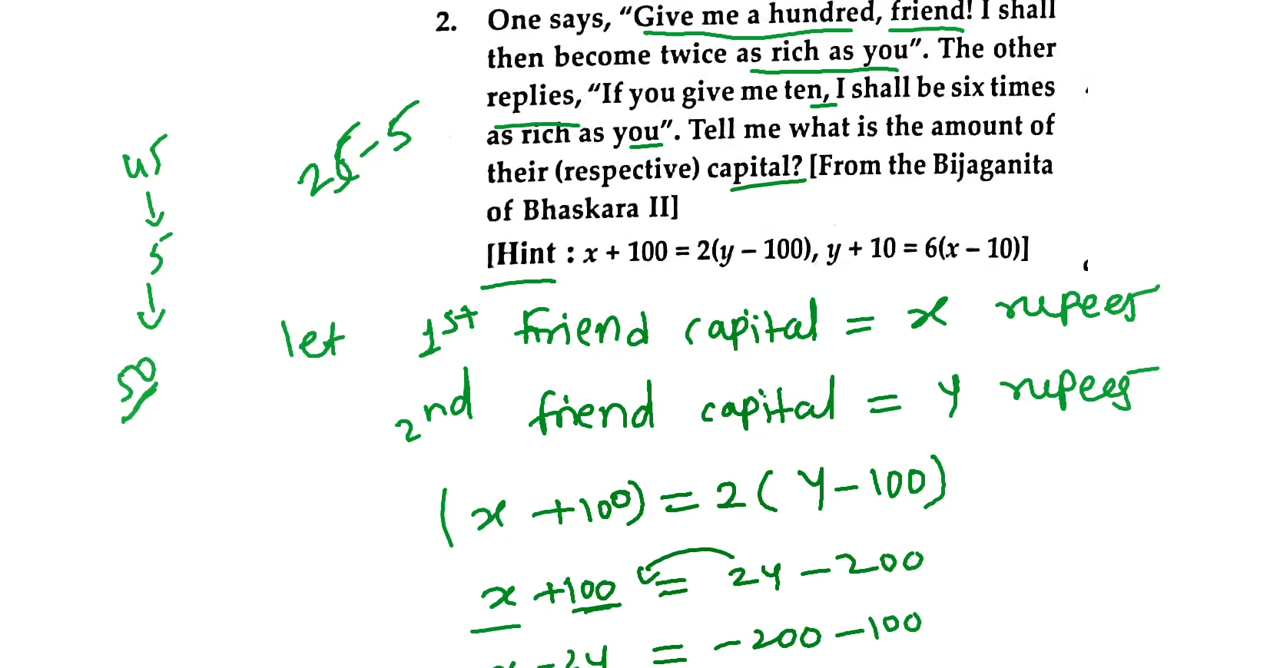 2. One says, “Give me a hundred, friend! I shall
then become twice as rich as you”. The other
replies, “If you give me ten, I shall be six times
as rich as you”. Tell me what is the amount of
their (respective) capital? [From the Bijaganita
of Bhaskara II]
[Hint : x + 100 = 2(y – 100), y + 10 = 6(x – 10)]
45
↓
5
↓
50
let 1st friend capital = x rupees
2nd friend capital = y rupees
(x +100) = 2(y-100)
x +100 = 2y - 200
x - 2y = -200 -100